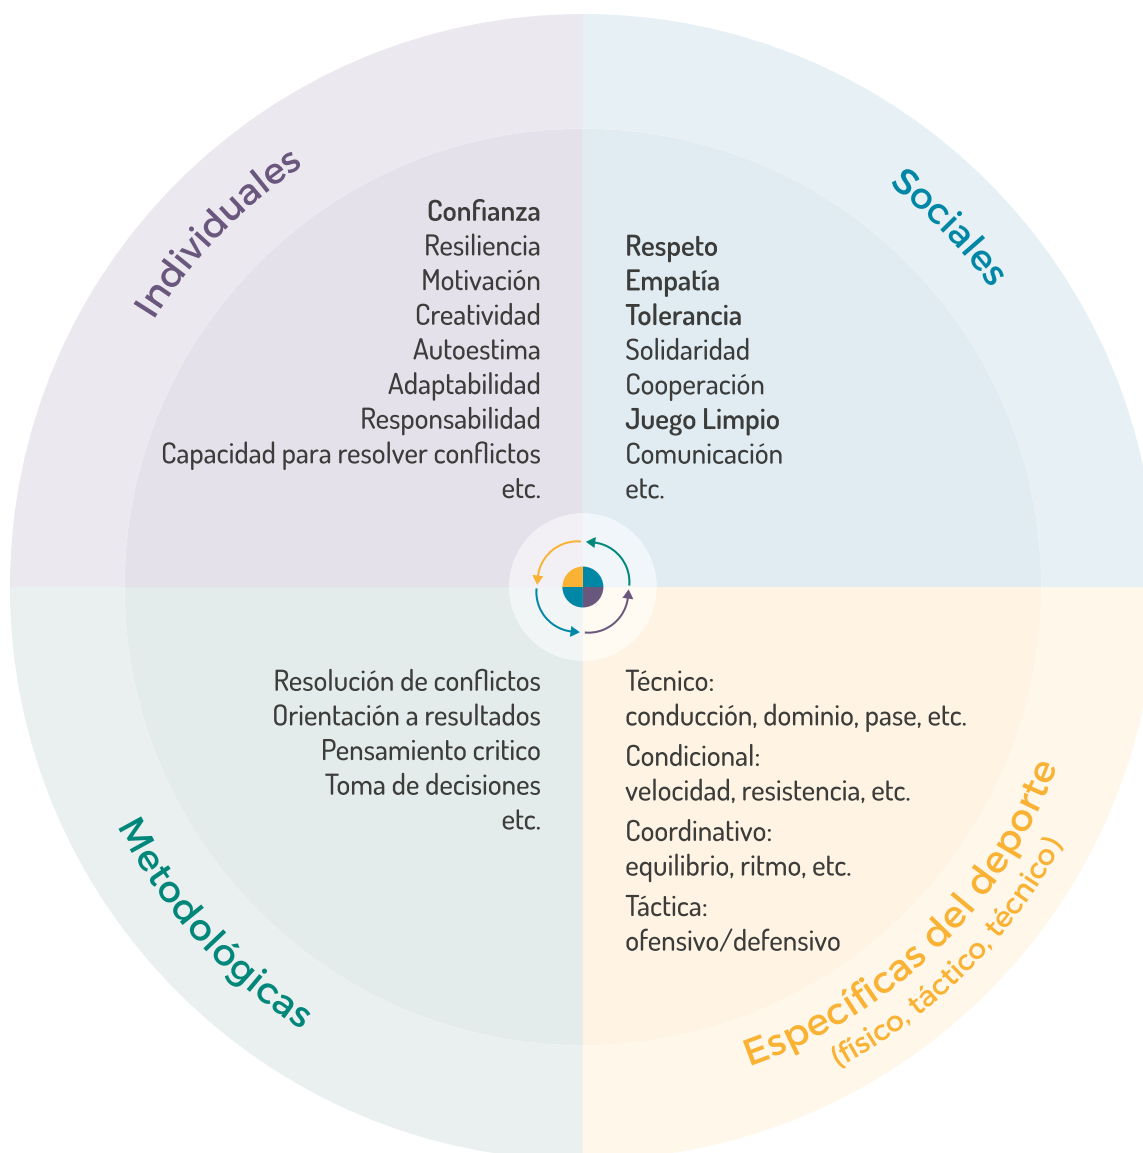 Individuales
Confianza
Resiliencia
Motivación
Creatividad
Autoestima
Adaptabilidad
Responsabilidad
Capacidad para resolver conflictos
etc.
Sociales
Respeto
Empatía
Tolerancia
Solidaridad
Cooperación
Juego Limpio
Comunicación
etc.
Metodológicas
Resolución de conflictos
Orientación a resultados
Pensamiento critico
Toma de decisiones
etc.
Técnico:
conducción, dominio, pase, etc.
Condicional:
velocidad, resistencia, etc.
Coordinativo:
equilibrio, ritmo, etc.
Táctica:
ofensivo/defensivo
Específicas del deporte
(físico, táctico, técnico)